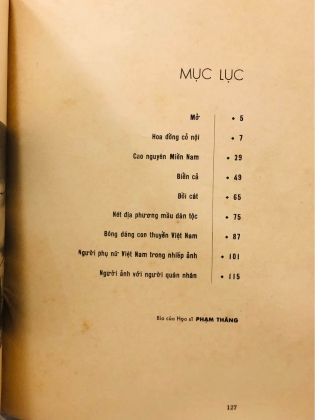 MỤC LỤC
Mở • 5
Hoa đồng cỏ nội • 7
Cao nguyên Miền Nam • 29
Biển cả • 49
Đồi cát • 65
Nét địa phương mầu dân tộc • 75
Bóng dáng con thuyền Việt Nam • 87
Người phụ nữ Việt Nam trong nhiếp ảnh • 101
Người ảnh với người quân nhân • 115
Bìa của Họa sĩ PHẠM THĂNG
127